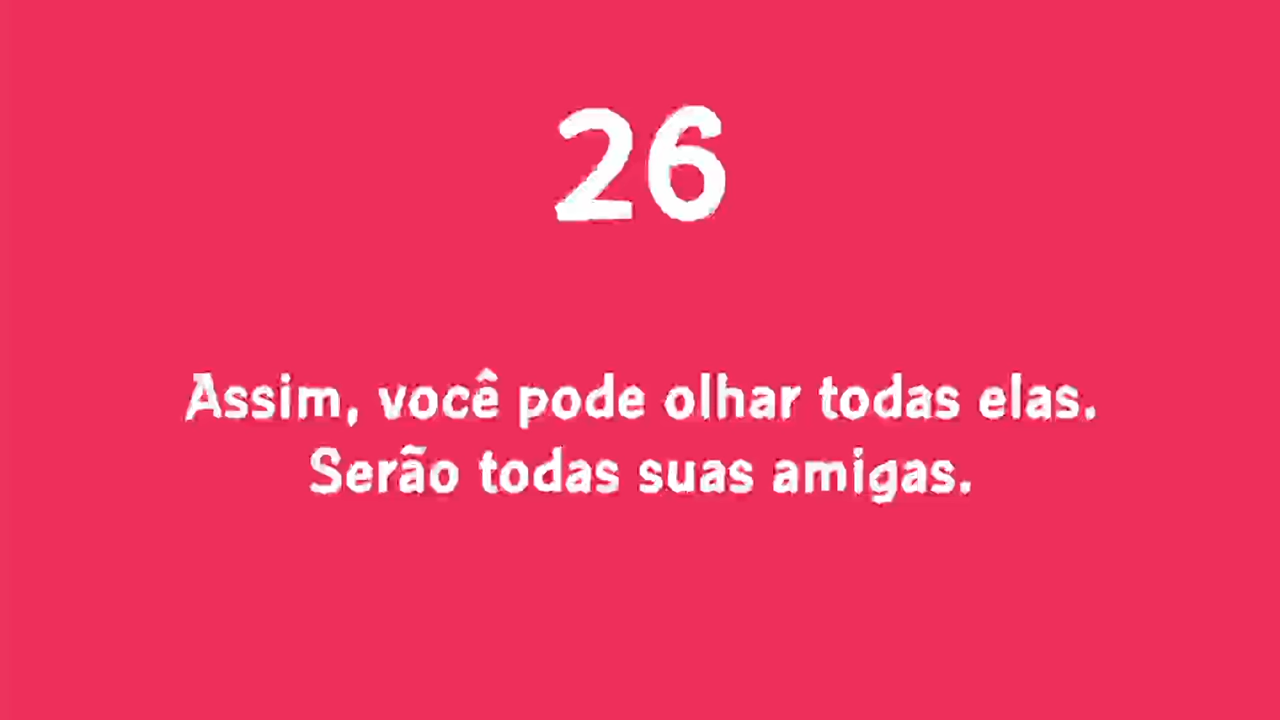 26
Assim, você pode olhar todas elas.
Serão todas suas amigas.